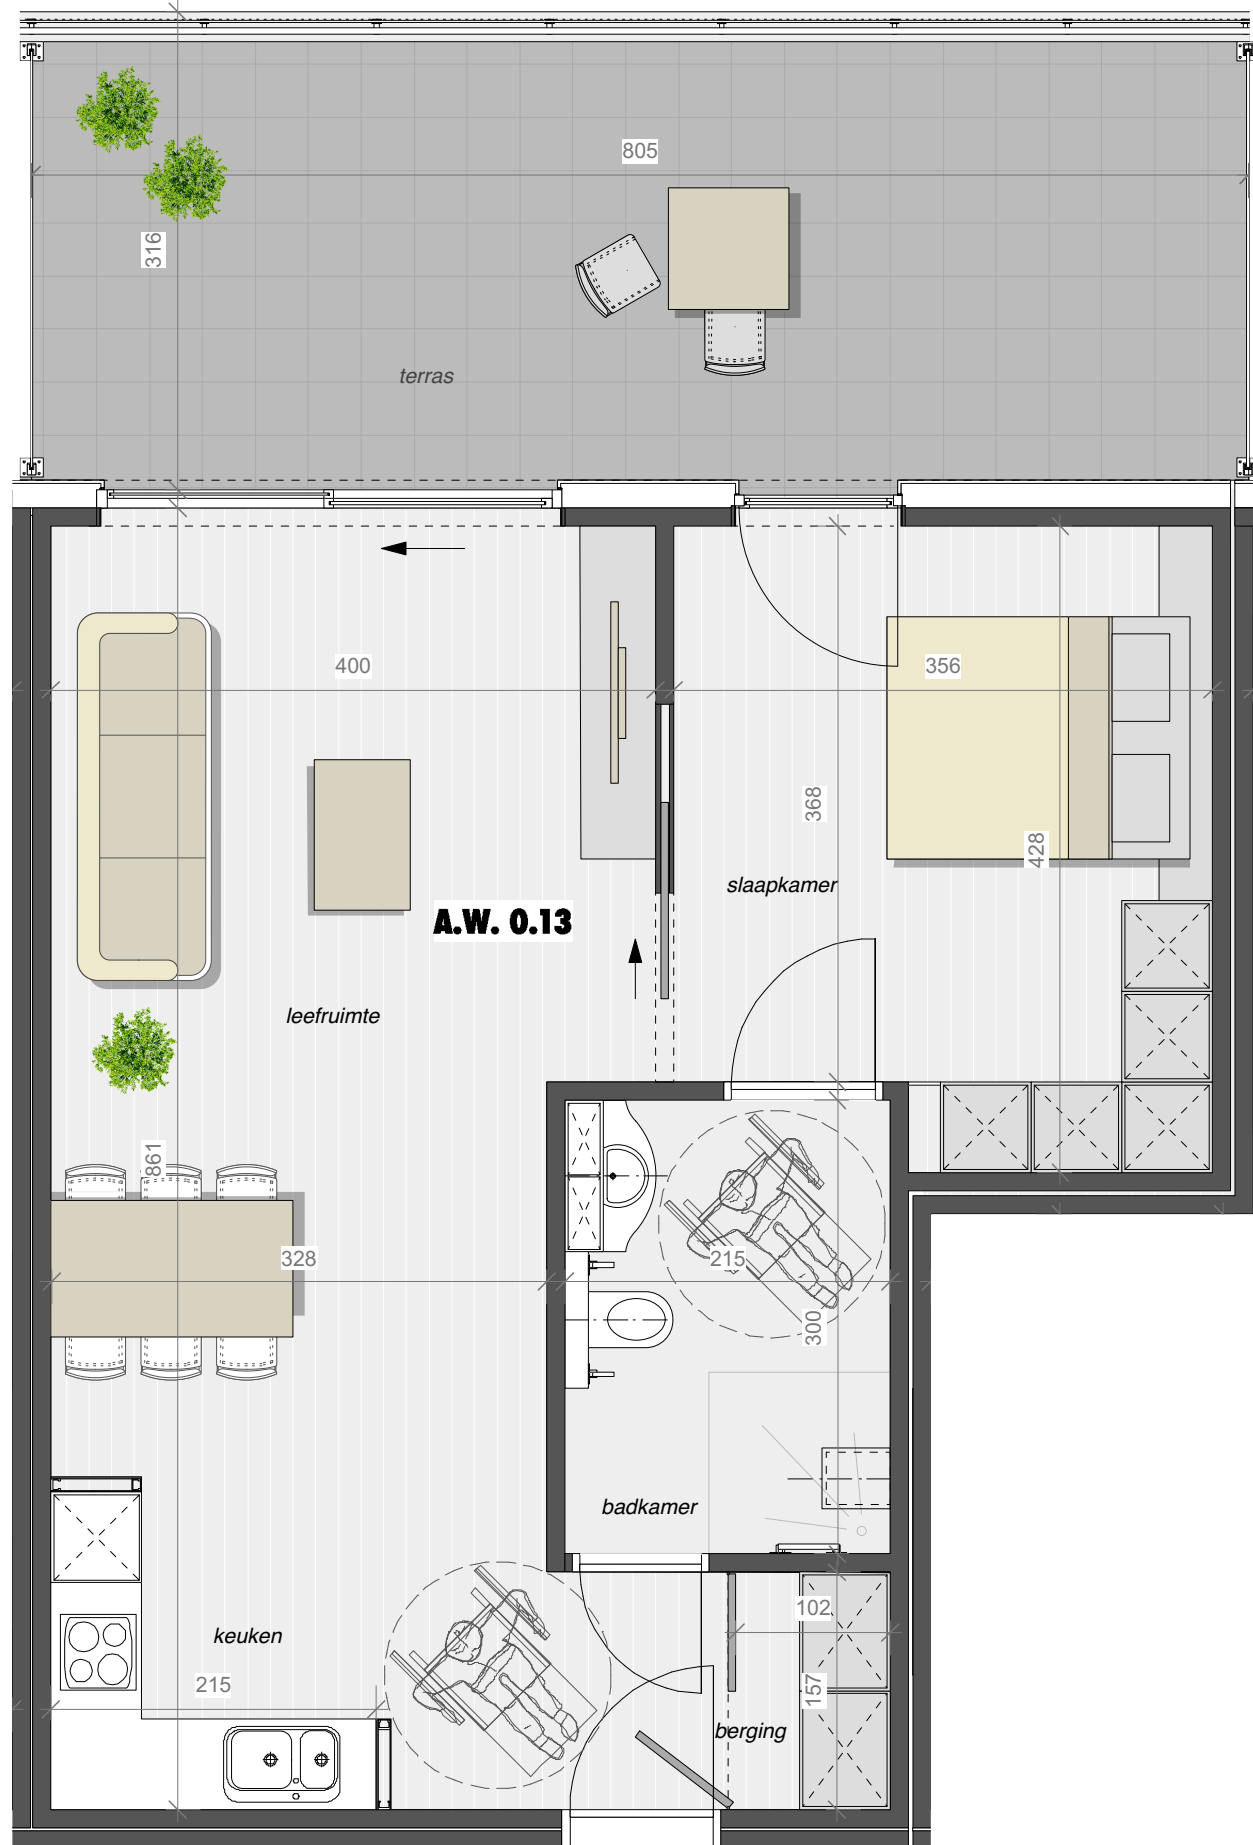 805
316
terras
400
356
368
428
slaapkamer
A.W. 0.13
leefruimte
861
328
215
300
badkamer
102
keuken
215
157
berging